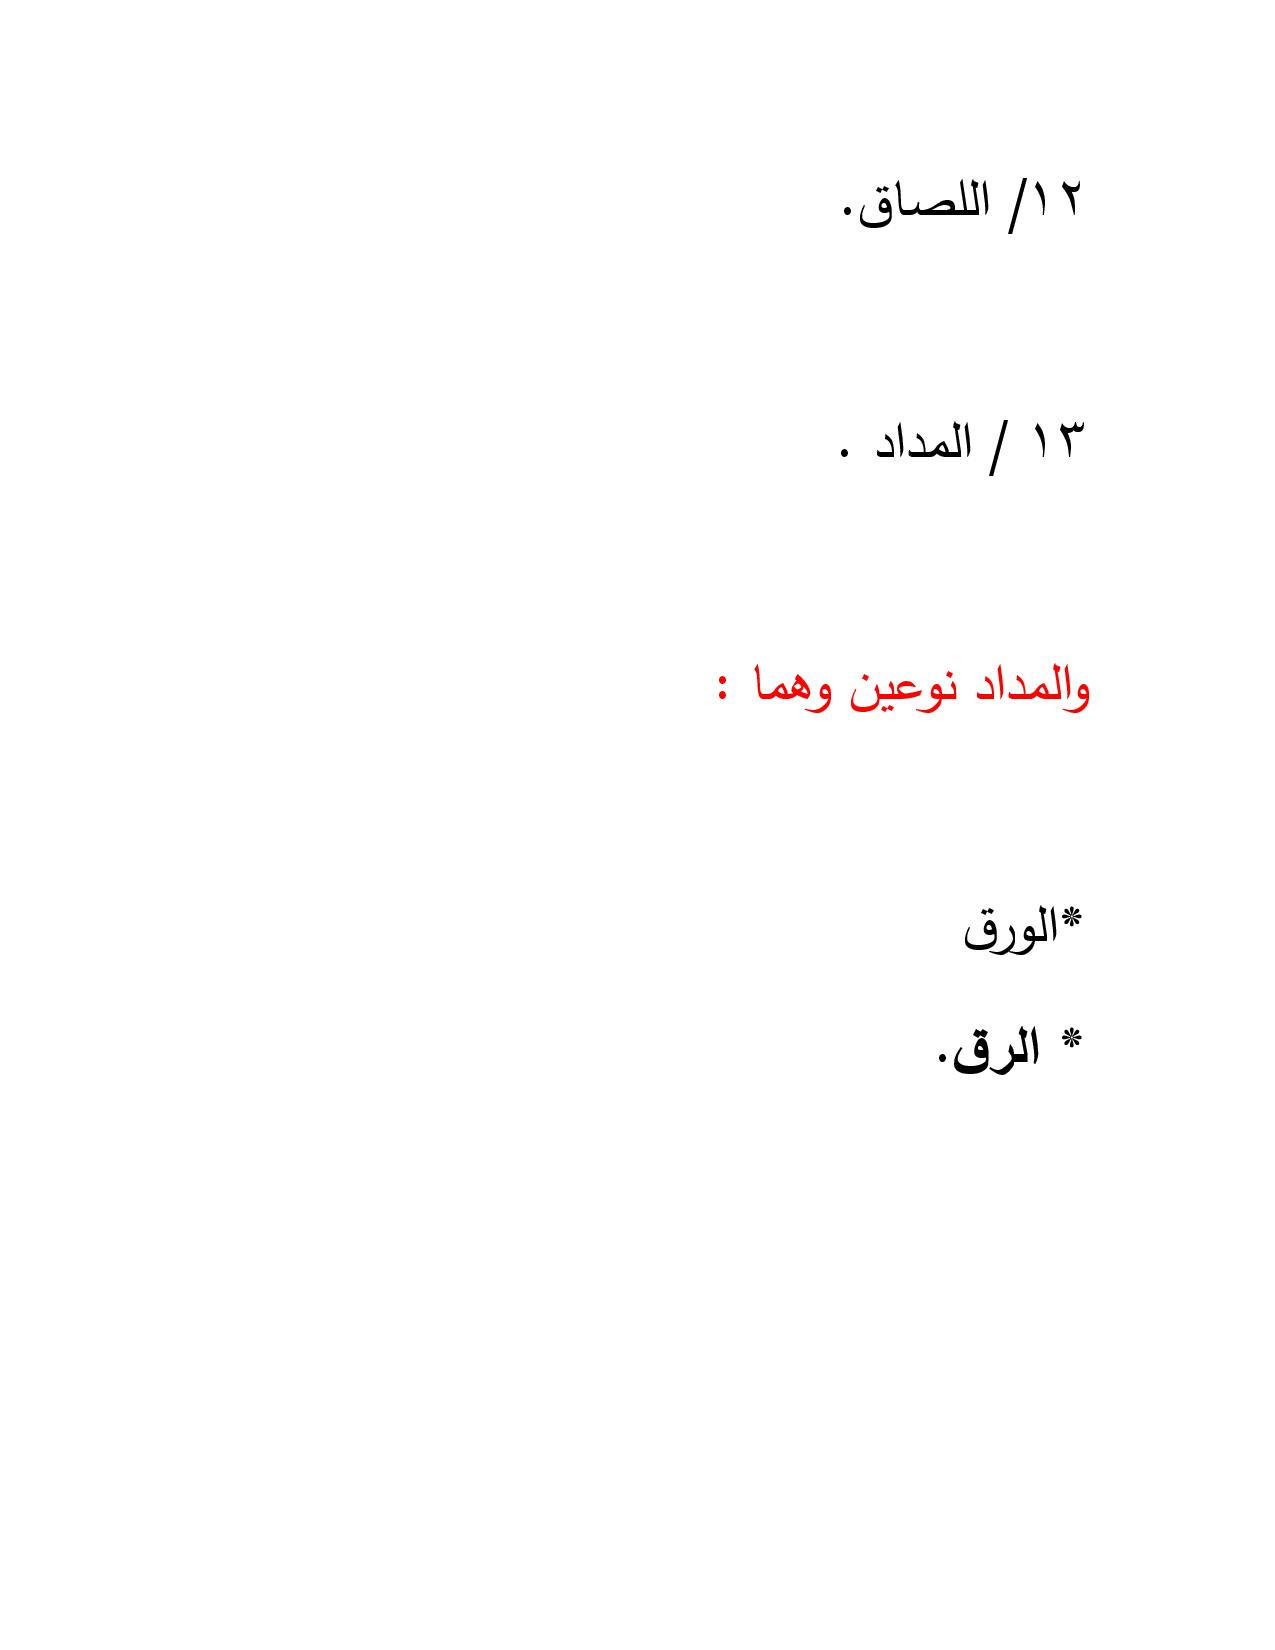 ١٢/ اللصاق.
١٣ / المداد .
والمداد نوعين وهما :
*الورق
* الرق.